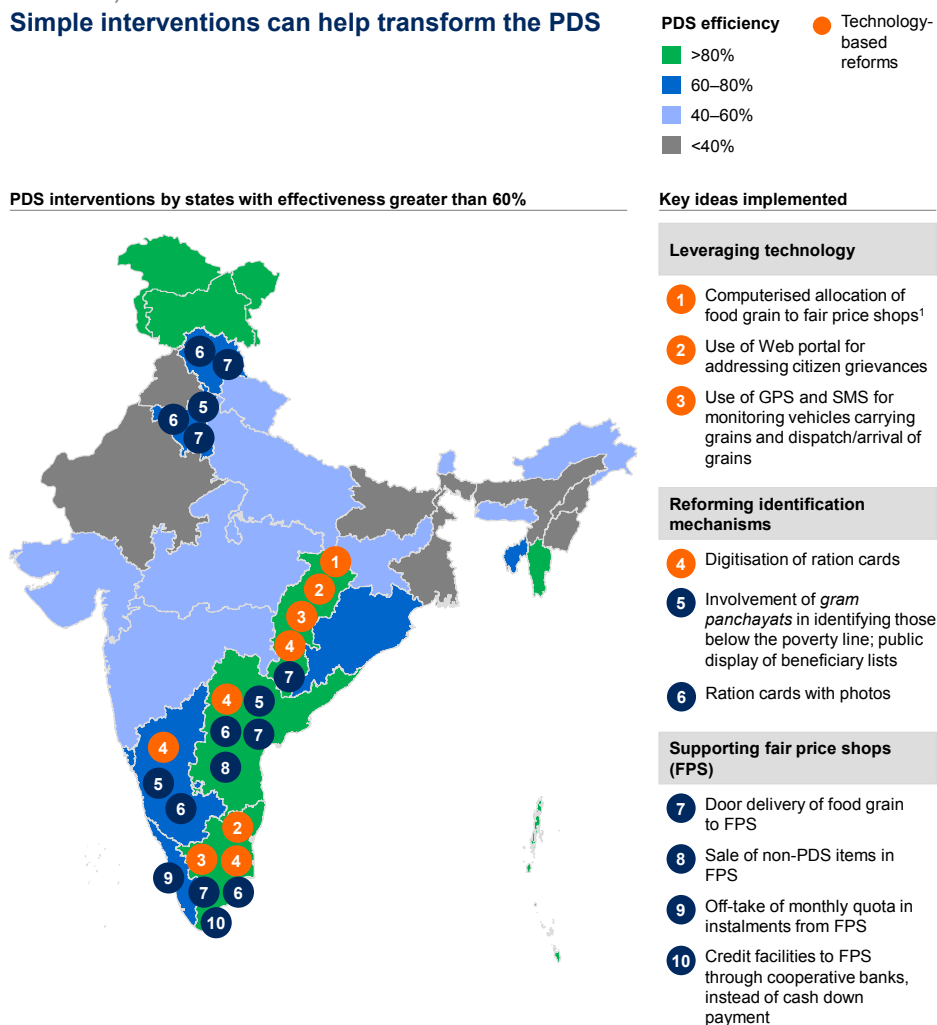 Simple interventions can help transform the PDS
PDS efficiency
>80%
60–80%
40–60%
<40%
Technology-
based
reforms
PDS interventions by states with effectiveness greater than 60%
6
7
5
6
7
1
2
3
4
7
4
5
6
7
8
4
5
6
2
3
4
9
7
6
10
Key ideas implemented
Leveraging technology
1 Computerised allocation of
food grain to fair price shops¹
2 Use of Web portal for
addressing citizen grievances
3 Use of GPS and SMS for
monitoring vehicles carrying
grains and dispatch/arrival of
grains
Reforming identification
mechanisms
4 Digitisation of ration cards
5 Involvement of gram
panchayats in identifying those
below the poverty line; public
display of beneficiary lists
6 Ration cards with photos
Supporting fair price shops
(FPS)
7 Door delivery of food grain
to FPS
8 Sale of non-PDS items in
FPS
9 Off-take of monthly quota in
instalments from FPS
10 Credit facilities to FPS
through cooperative banks,
instead of cash down
payment